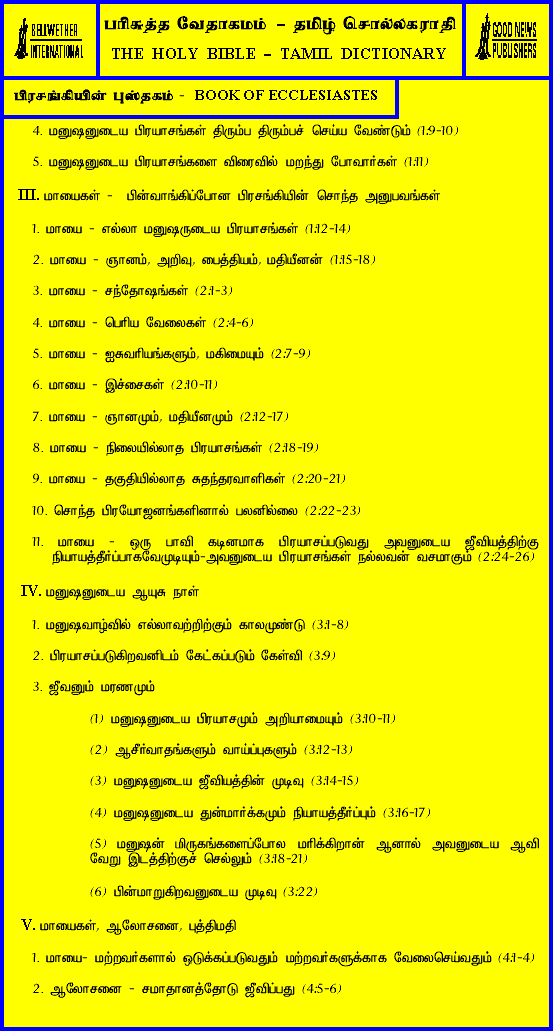 BELLWETHER
INTERNATIONAL
பரிசுத்த வேதாகமம் – தமிழ் சொல்லகராதி
THE HOLY BIBLE – TAMIL DICTIONARY
GOOD NEWS
PUBLISHERS
பிரசங்கியின் புஸ்தகம் - BOOK OF ECCLESIASTES
4. மனுஷனுடைய பிரயாசங்கள் திரும்ப திரும்பச் செய்ய வேண்டும் (1:9-10)
5. மனுஷனுடைய பிரயாசங்களை விரைவில் மறந்து போவார்கள் (1:11)
III. மாயைகள் - பின்வாங்கிப்போன பிரசங்கியின் சொந்த அனுபவங்கள்
1. மாயை - எல்லா மனுஷருடைய பிரயாசங்கள் (1:12-14)
2. மாயை - ஞானம், அறிவு, பைத்தியம், மதியீனன் (1:15-18)
3. மாயை - சந்தோஷங்கள் (2:1-3)
4. மாயை - பெரிய வேலைகள் (2:4-6)
5. மாயை - ஐசுவரியங்களும், மகிமையும் (2:7-9)
6. மாயை - இச்சைகள் (2:10-11)
7. மாயை - ஞானமும், மதியீனமும் (2:12-17)
8. மாயை - நிலையில்லாத பிரயாசங்கள் (2:18-19)
9. மாயை - தகுதியில்லாத சுதந்தரவாளிகள் (2:20-21)
10. சொந்த பிரயோஜனங்களினால் பலனில்லை (2:22-23)
11. மாயை - ஒரு பாவி கடினமாக பிரயாசப்படுவது அவனுடைய ஜீவியத்திற்கு
நியாயத்தீர்ப்பாகவேமுடியும்-அவனுடைய பிரயாசங்கள் நல்லவன் வசமாகும் (2:24-26)
IV. மனுஷனுடைய ஆயுசு நாள்
1. மனுஷவாழ்வில் எல்லாவற்றிற்கும் காலமுண்டு (3:1-8)
2. பிரயாசப்படுகிறவனிடம் கேட்கப்படும் கேள்வி (3:9)
3. ஜீவனும் மரணமும்
(1) மனுஷனுடைய பிரயாசமும் அறியாமையும் (3:10-11)
(2) ஆசீர்வாதங்களும் வாய்ப்புகளும் (3:12-13)
(3) மனுஷனுடைய ஜீவியத்தின் முடிவு (3:14-15)
(4) மனுஷனுடைய துன்மார்க்கமும் நியாயத்தீர்ப்பும் (3:16-17)
(5) மனுஷன் மிருகங்களைப்போல மரிக்கிறான் ஆனால் அவனுடைய ஆவி
வேறு இடத்திற்குச் செல்லும் (3:18-21)
(6) பின்மாறுகிறவனுடைய முடிவு (3:22)
V. மாயைகள், ஆலோசனை, புத்திமதி
1. மாயை- மற்றவர்களால் ஒடுக்கப்படுவதும் மற்றவர்களுக்காக வேலைசெய்வதும் (4:1-4)
2. ஆலோசனை - சமாதானத்தோடு ஜீவிப்பது (4:5-6)